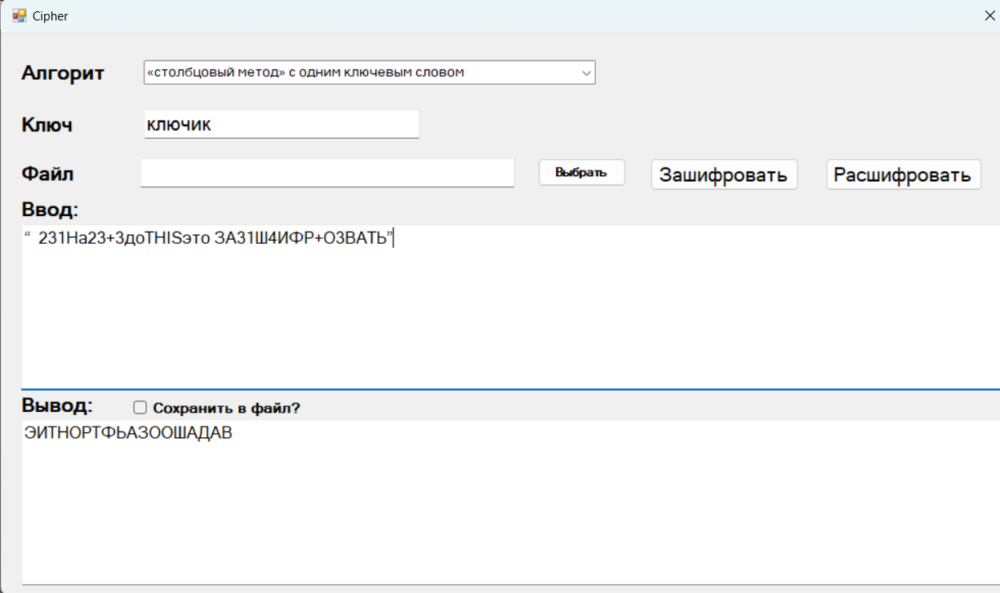 Cipher
Алгорит «столбцовый метод» с одним ключевым словом
Ключ ключик
Файл Выбрать Зашифровать Расшифровать
Ввод:
“ 231На23+3доTHISэто ЗА31Ш4ИФР+О3ВАТЬ”
Вывод: Сохранить в файл?
ЭИТНОРТФЬАЗООШАДАВ